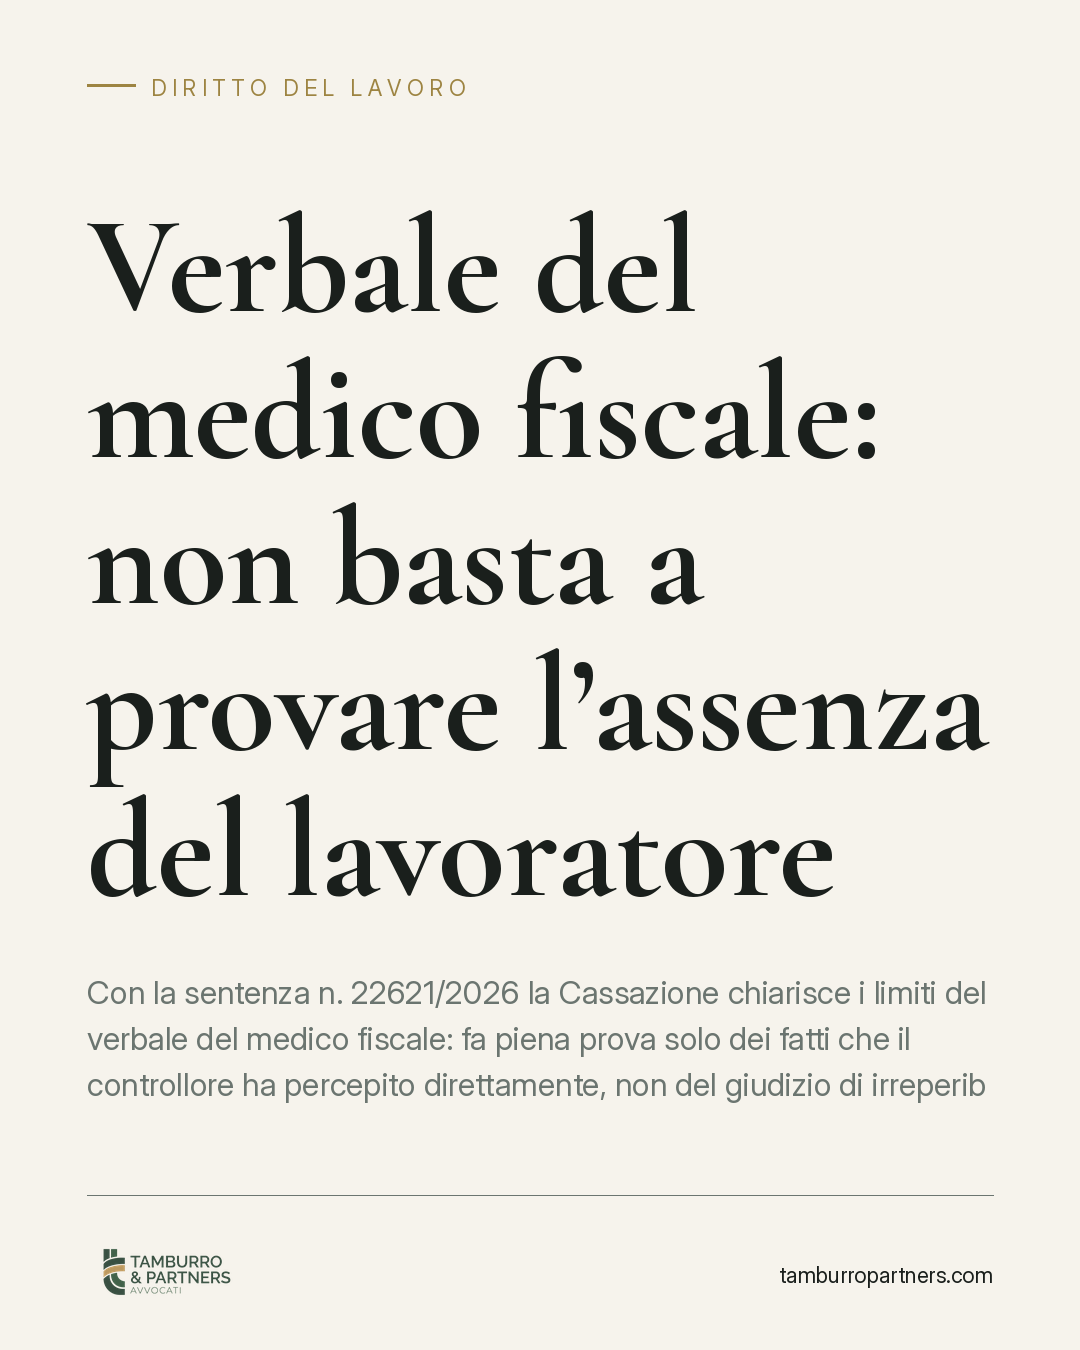 DIRITTO DEL LAVORO
Verbale del
medico fiscale:
non basta a
provare l’assenza
del lavoratore
Con la sentenza n. 22621/2026 la Cassazione chiarisce i limiti del
verbale del medico fiscale: fa piena prova solo dei fatti che il
controllore ha percepito direttamente, non del giudizio di irreperib
TAMBURRO
& PARTNERS
AVVOCATI
tamburropartners.com